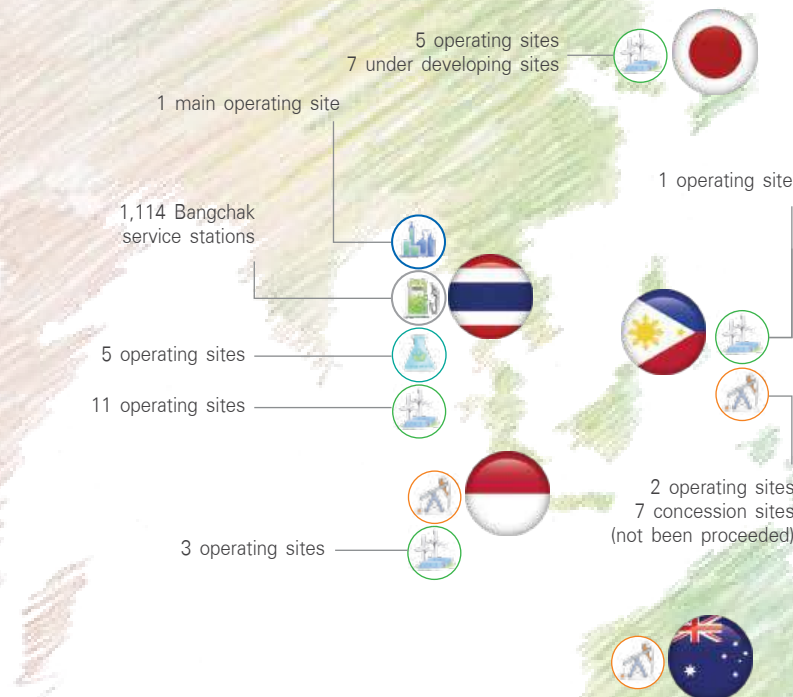 5 operating sites
7 under developing sites
1 main operating site
1 operating site
1,114 Bangchak
service stations
5 operating sites
11 operating sites
2 operating sites
7 concession sites
(not been proceeded)
3 operating sites